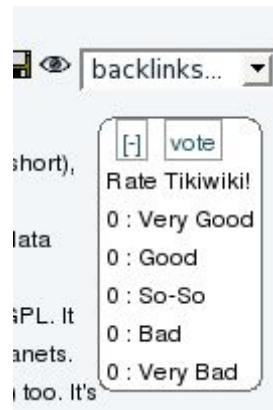 backlinks...
[-] vote
short),
Rate Tikiwiki!
0 : Very Good
lata
0 : Good
0 : So-So
GPL. It
0 : Bad
anets.
0 : Very Bad
too. It's